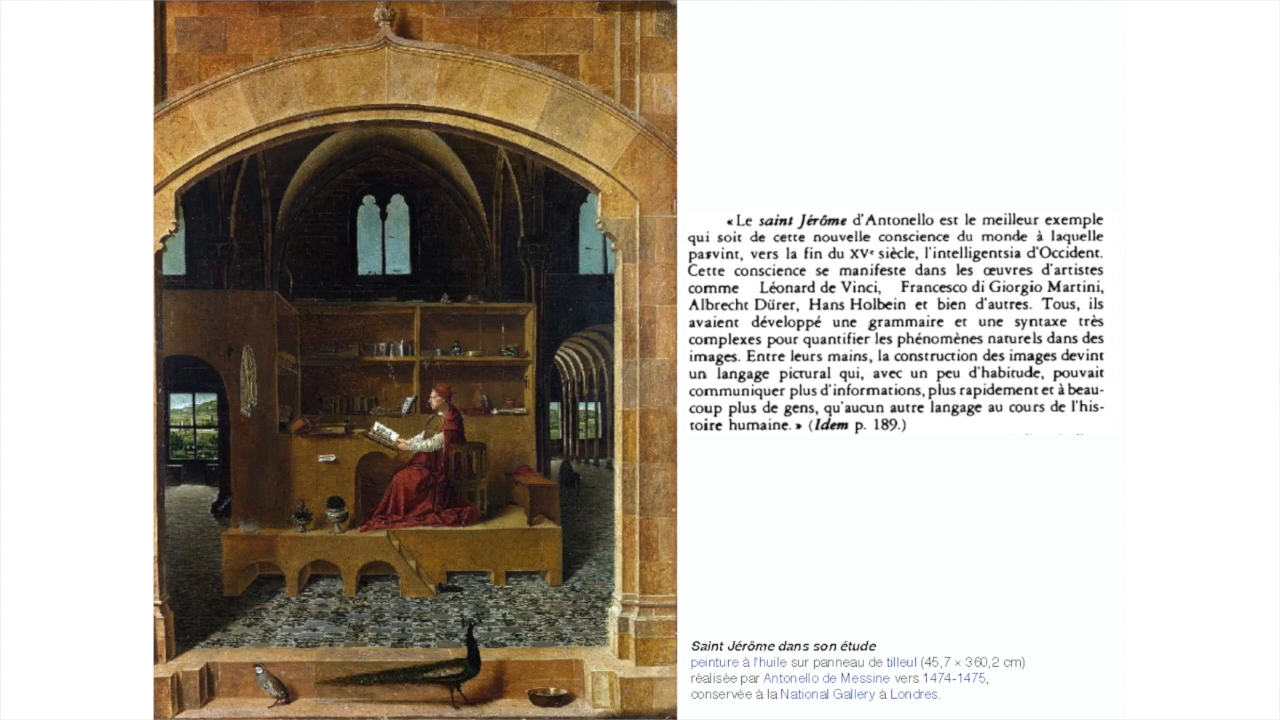 « Le saint Jérôme d'Antonello est le meilleur exemple
qui soit de cette nouvelle conscience du monde à laquelle
parvint, vers la fin du XVe siècle, l'intelligentsia d'Occident.
Cette conscience se manifeste dans les œuvres d'artistes
comme Léonard de Vinci, Francesco di Giorgio Martini,
Albrecht Dürer, Hans Holbein et bien d'autres. Tous, ils
avaient développé une grammaire et une syntaxe très
complexes pour quantifier les phénomènes naturels dans des
images. Entre leurs mains, la construction des images devint
un langage pictural qui, avec un peu d'habitude, pouvait
communiquer plus d'informations, plus rapidement et à beau-
coup plus de gens, qu'aucun autre langage au cours de l'his-
toire humaine. » (Idem p. 189.)
Saint Jérôme dans son étude
peinture à l'huile sur panneau de tilleul (45,7 × 360,2 cm)
réalisée par Antonello de Messine vers 1474-1475,
conservée à la National Gallery à Londres.